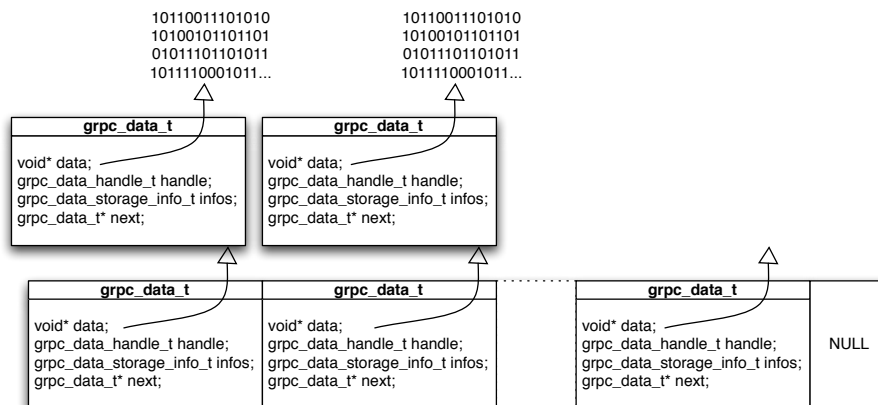 10110011101010
10100101101101
01011101101011
1011110001011...
10110011101010
10100101101101
01011101101011
1011110001011...
grpc_data_t
void* data;
grpc_data_handle_t handle;
grpc_data_storage_info_t infos;
grpc_data_t* next;
grpc_data_t
void* data;
grpc_data_handle_t handle;
grpc_data_storage_info_t infos;
grpc_data_t* next;
grpc_data_t
void* data;
grpc_data_handle_t handle;
grpc_data_storage_info_t infos;
grpc_data_t* next;
grpc_data_t
void* data;
grpc_data_handle_t handle;
grpc_data_storage_info_t infos;
grpc_data_t* next;
grpc_data_t
void* data;
grpc_data_handle_t handle;
grpc_data_storage_info_t infos;
grpc_data_t* next;
NULL